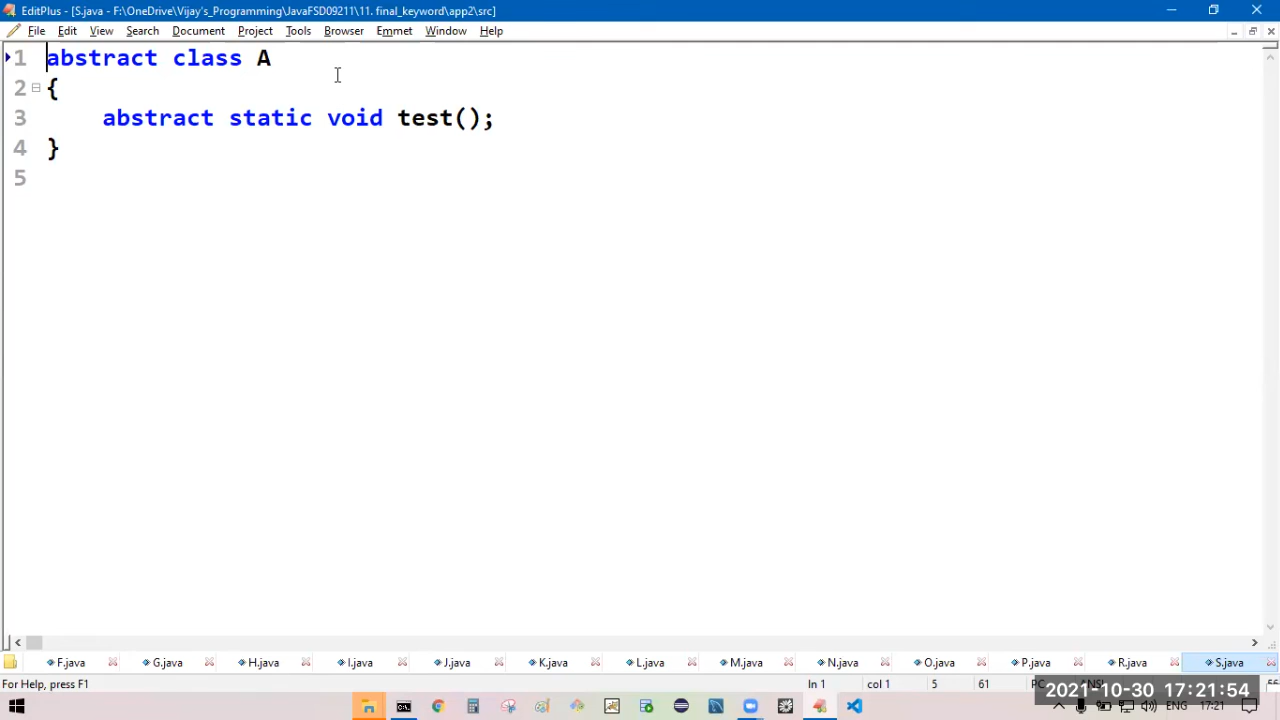 EditPlus - [S.java - F:\OneDrive\Vijay's_Programming\JavaFSD09211\11. final_keyword\app2\src]
File Edit View Search Document Project Tools Browser Emmet Window Help
1 abstract class A
2 {
3 abstract static void test();
4 }
5
F.java G.java H.java I.java J.java K.java L.java M.java N.java O.java P.java R.java S.java
For Help, press F1 ln 1 col 1 5 61 PC
2021-10-30 17:21:54
ENG 17:21